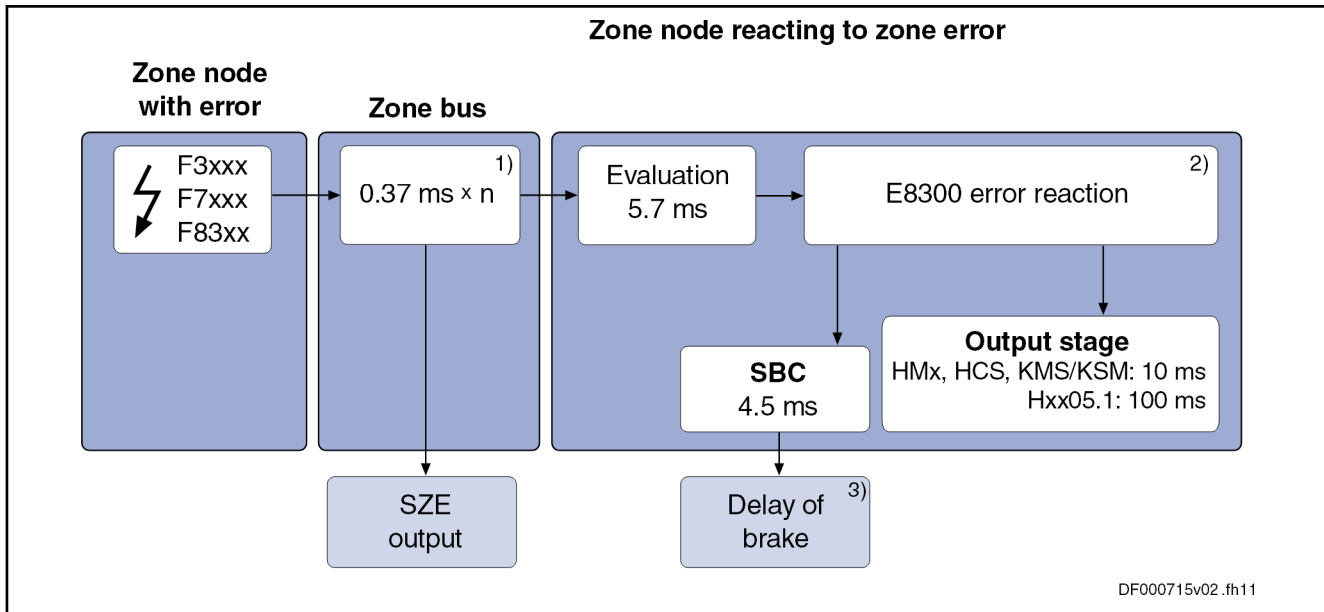 Zone node reacting to zone error
Zone node
with error
Zone bus
F3xxx
F7xxx
F83xx
1)
0.37 ms x n
Evaluation
5.7 ms
2)
E8300 error reaction
SBC
4.5 ms
Output stage
HMx, HCS, KMS/KSM: 10 ms
Hxx05.1: 100 ms
SZE
output
3)
Delay of
brake
DF000715v02.fh11